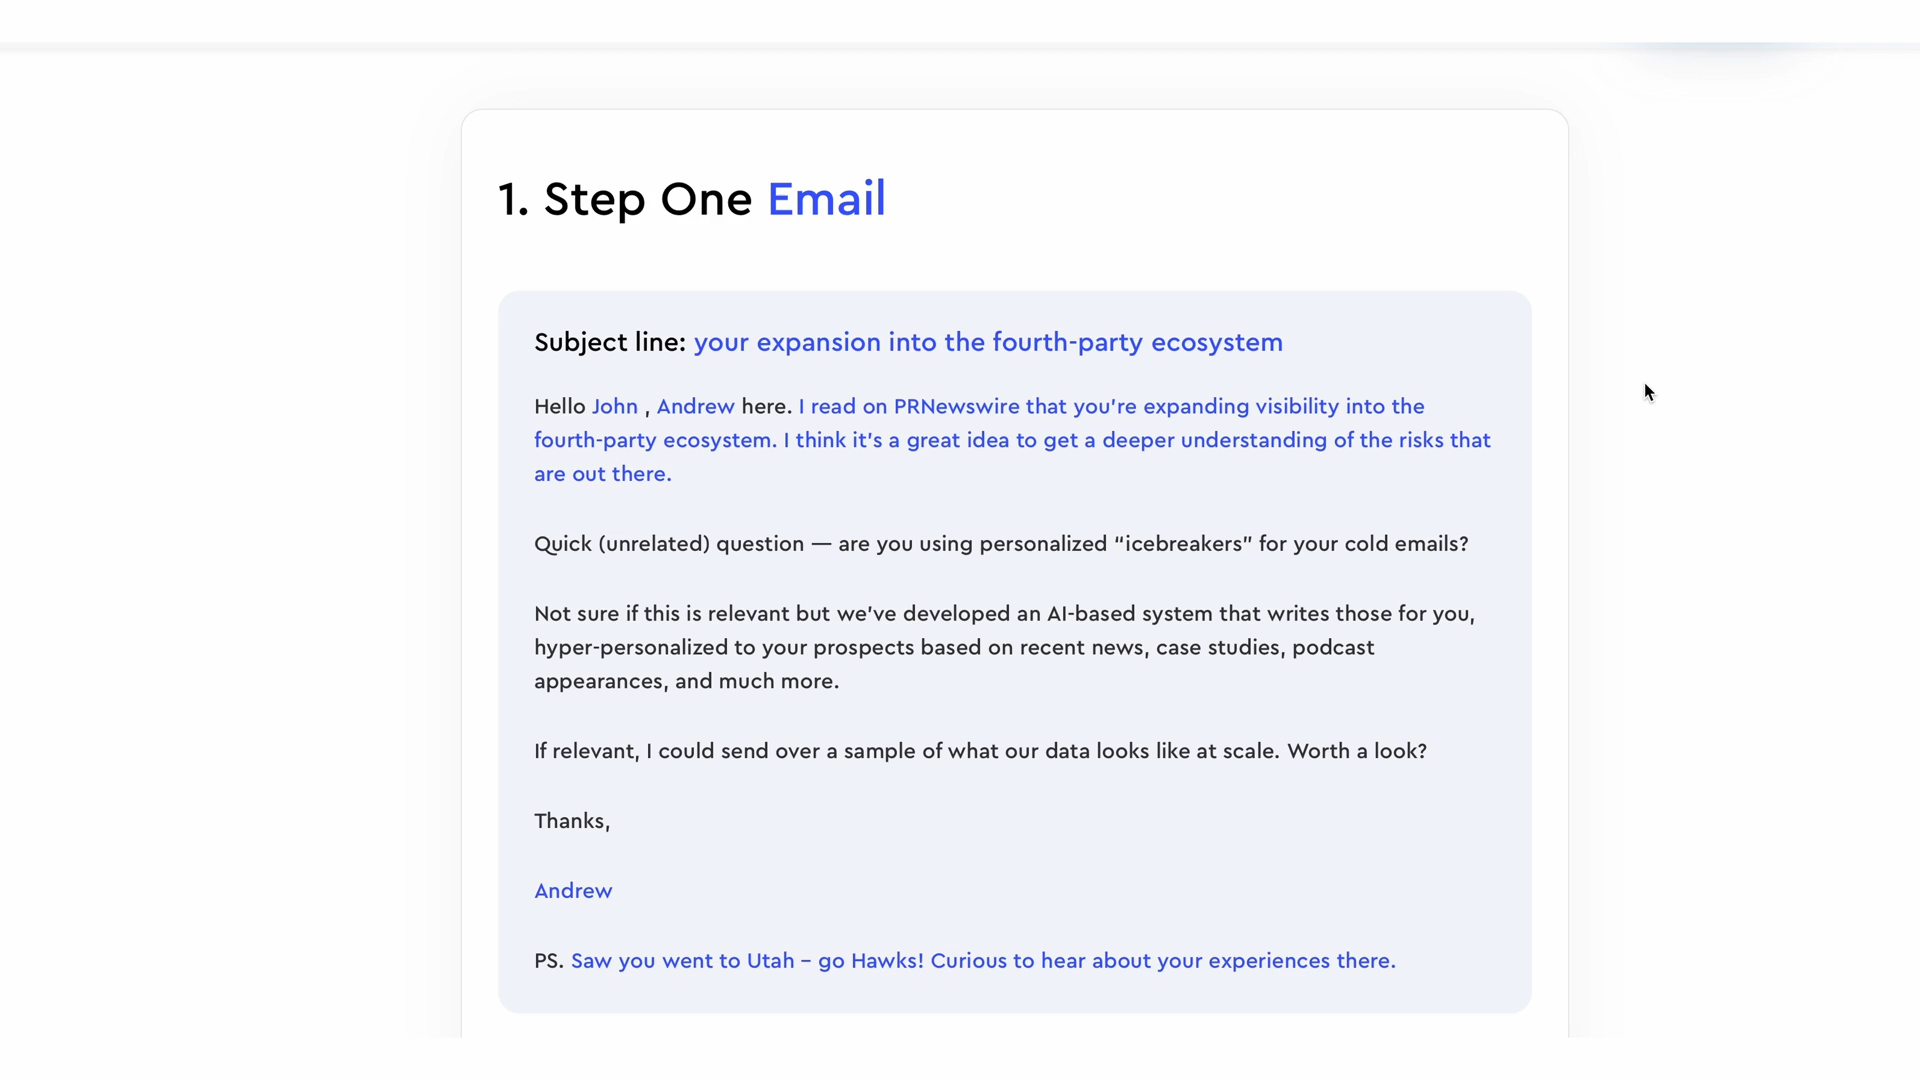 1. Step One Email
Subject line: your expansion into the fourth-party ecosystem
Hello John , Andrew here. I read on PRNewswire that you're expanding visibility into the
fourth-party ecosystem. I think it's a great idea to get a deeper understanding of the risks that
are out there.
Quick (unrelated) question — are you using personalized “icebreakers” for your cold emails?
Not sure if this is relevant but we've developed an AI-based system that writes those for you,
hyper-personalized to your prospects based on recent news, case studies, podcast
appearances, and much more.
If relevant, I could send over a sample of what our data looks like at scale. Worth a look?
Thanks,
Andrew
PS. Saw you went to Utah – go Hawks! Curious to hear about your experiences there.